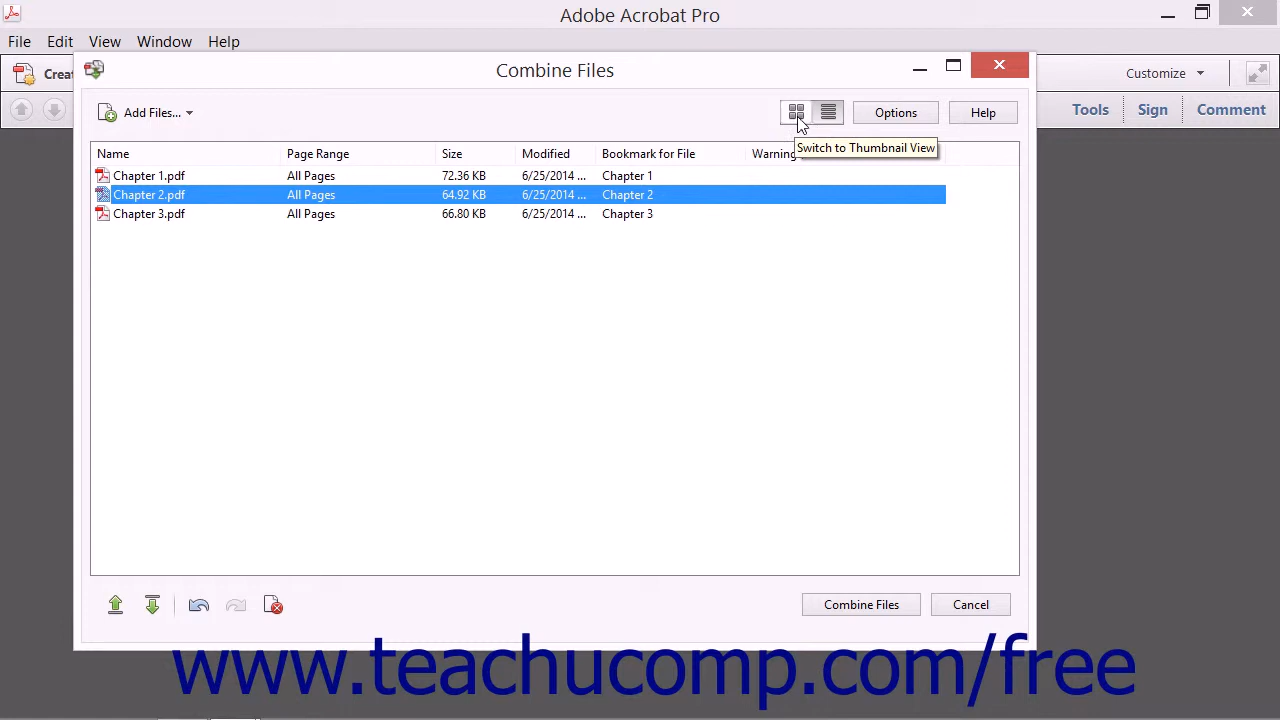 Adobe Acrobat Pro
File Edit View Window Help
Combine Files
Customize
Add Files...
Options Help
Tools Sign Comment
Switch to Thumbnail View
Name Page Range Size Modified Bookmark for File
Chapter 1.pdf All Pages 72.36 KB 6/25/2014 ... Chapter 1
Chapter 2.pdf All Pages 64.92 KB 6/25/2014 ... Chapter 2
Chapter 3.pdf All Pages 66.80 KB 6/25/2014 ... Chapter 3
Combine Files Cancel
www.teachucomp.com/free